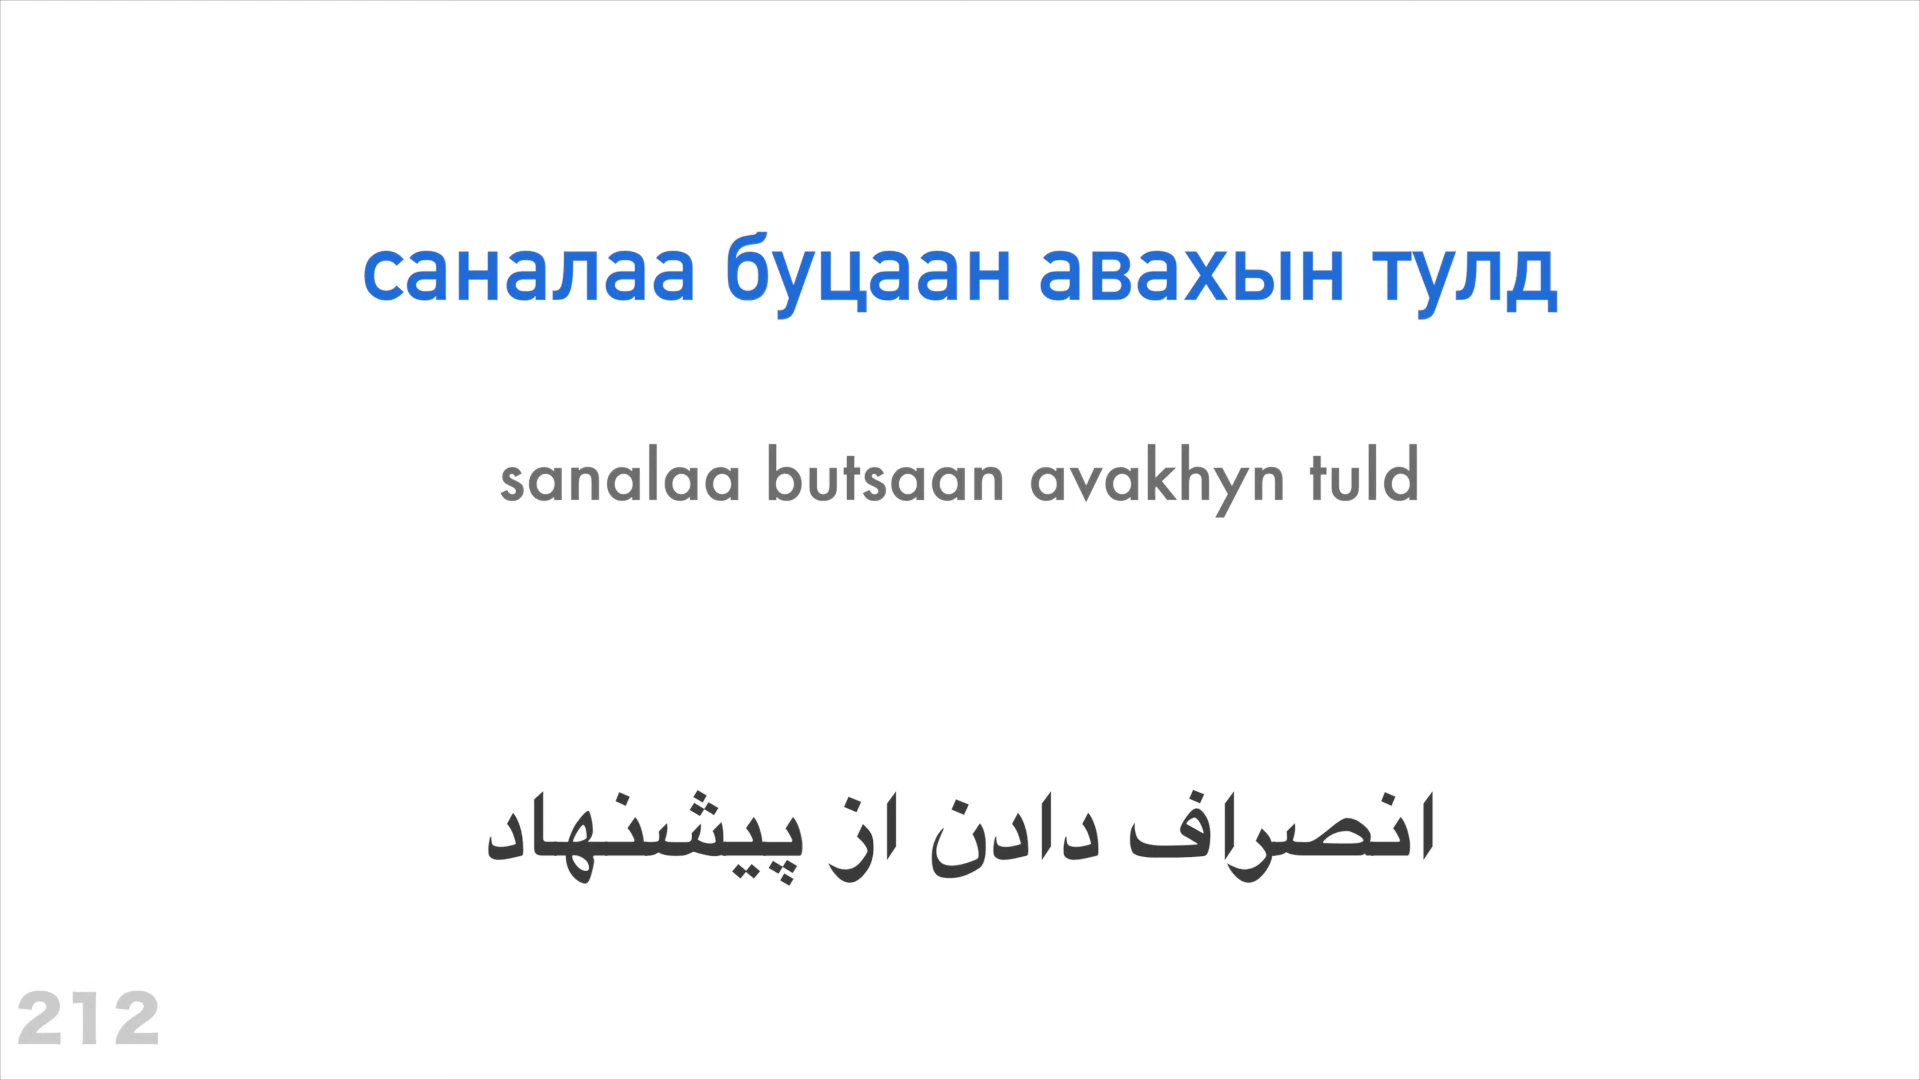 саналаа буцаан авахын тулд
sanalaa butsaan avakhyn tuld
انصراف دادن از پیشنهاد
212